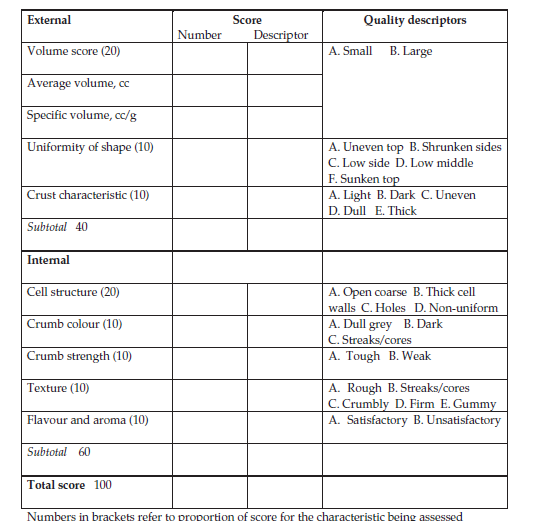 External Score Quality descriptors
Number Descriptor
Volume score (20) A. Small B. Large
Average volume, cc
Specific volume, cc/g
Uniformity of shape (10) A. Uneven top B. Shrunken sides
C. Low side D. Low middle
F. Sunken top
Crust characteristic (10) A. Light B. Dark C. Uneven
D. Dull E. Thick
Subtotal 40
Internal
Cell structure (20) A. Open coarse B. Thick cell
walls C. Holes D. Non-uniform
Crumb colour (10) A. Dull grey B. Dark
C. Streaks/cores
Crumb strength (10) A. Tough B. Weak
Texture (10) A. Rough B. Streaks/cores
C. Crumbly D. Firm E. Gummy
Flavour and aroma (10) A. Satisfactory B. Unsatisfactory
Subtotal 60
Total score 100
Numbers in brackets refer to proportion of score for the characteristic being assessed